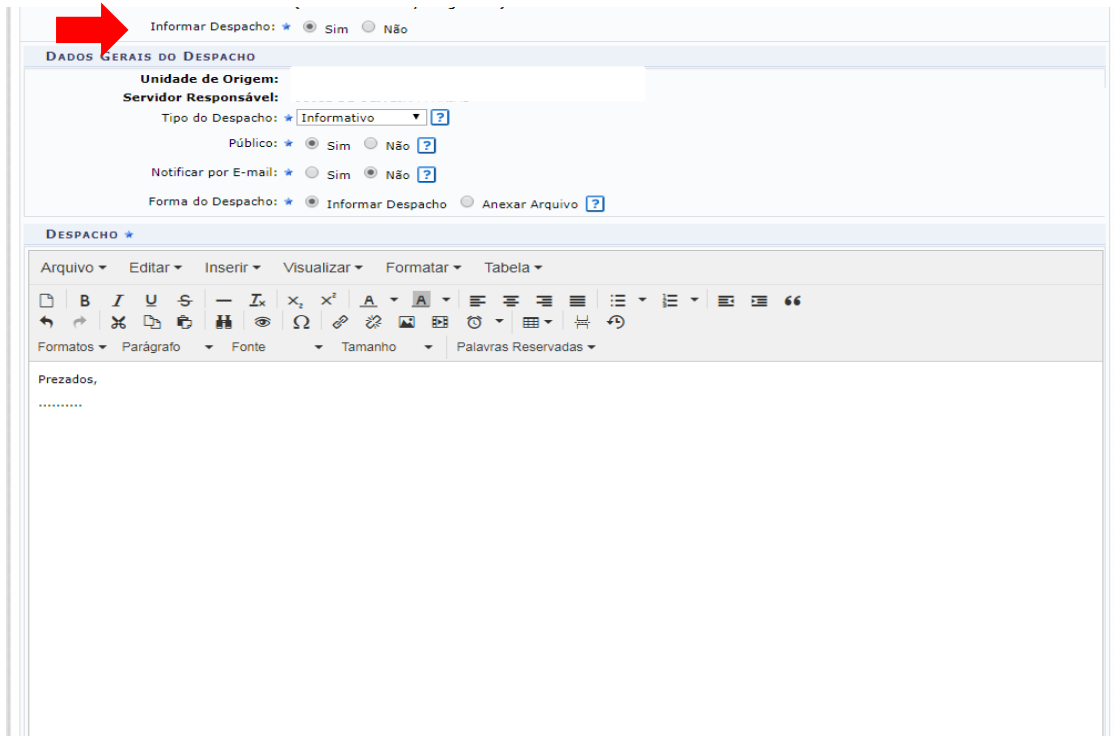 Informar Despacho: ★ Sim Não
DADOS GERAIS DO DESPACHO
Unidade de Origem:
Servidor Responsável:
Tipo do Despacho: ★ Informativo ▼ ?
Público: ★ Sim Não ?
Notificar por E-mail: ★ Sim Não ?
Forma do Despacho: ★ Informar Despacho Anexar Arquivo ?
DESPACHO ★
Arquivo Editar Inserir Visualizar Formatar Tabela
Formatos Parágrafo Fonte Tamanho Palavras Reservadas
Prezados,
..........